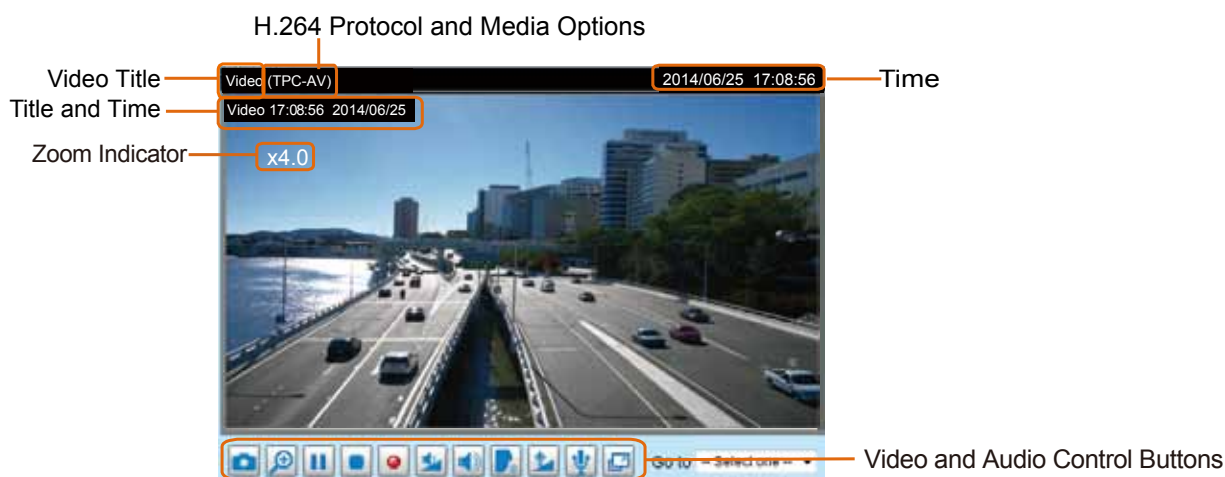 H.264 Protocol and Media Options
Video Title
Video (TPC-AV)
2014/06/25 17:08:56
Time
Title and Time
Video 17:08:56 2014/06/25
Zoom Indicator
x4.0
Go to
-- Select one --
Video and Audio Control Buttons